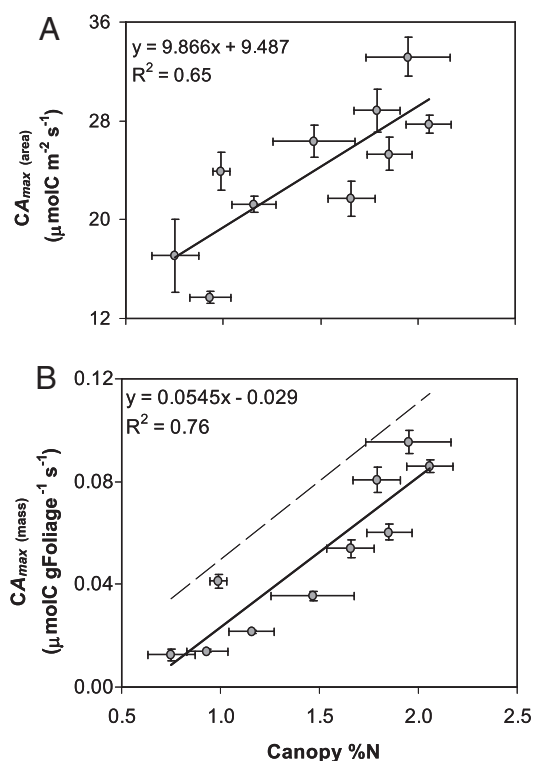 A
36
28
20
12
y = 9.866x + 9.487
R² = 0.65
CAmax (area)
(μmolC m⁻² s⁻¹)
B
0.12
0.08
0.04
0.00
y = 0.0545x - 0.029
R² = 0.76
CAmax (mass)
(μmolC gFoliage⁻¹ s⁻¹)
0.5 1.0 1.5 2.0 2.5
Canopy %N